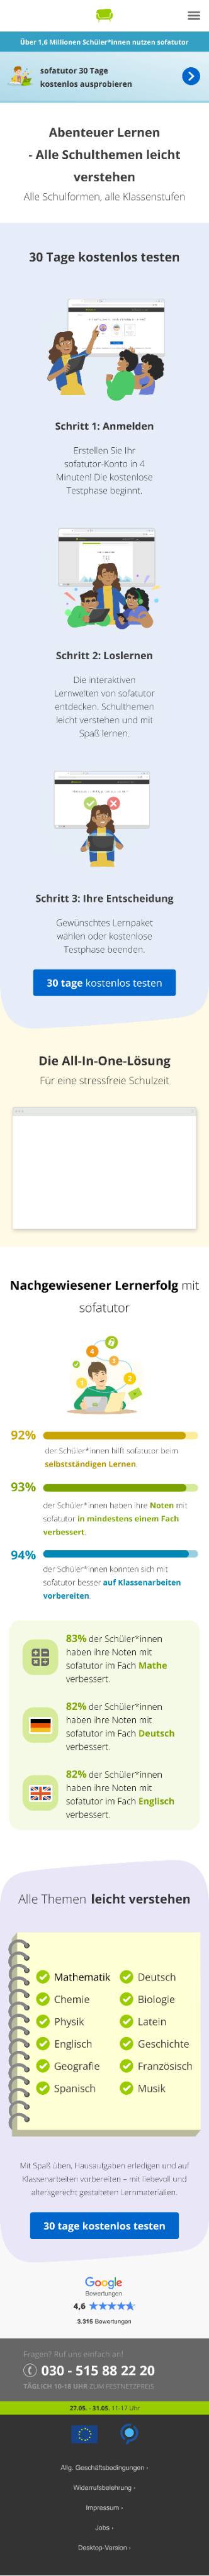 Über 1,6 Millionen Schüler*innen nutzen sofatutor
sofatutor 30 Tage
kostenlos ausprobieren
Abenteuer Lernen
- Alle Schulthemen leicht
verstehen
Alle Schulformen, alle Klassenstufen
30 Tage kostenlos testen
Schritt 1: Anmelden
Erstellen Sie Ihr
sofatutor-Konto in 4
Minuten! Die kostenlose
Testphase beginnt.
Schritt 2: Loslernen
Die interaktiven
Lernwelten von sofatutor
entdecken. Schulthemen
leicht verstehen und mit
Spaß lernen.
Schritt 3: Ihre Entscheidung
Gewünschtes Lernpaket
wählen oder kostenlose
Testphase beenden.
30 tage kostenlos testen
Die All-In-One-Lösung
Für eine stressfreie Schulzeit
Nachgewiesener Lernerfolg mit
sofatutor
92%
der Schüler*innen hilft sofatutor beim
selbstständigen Lernen.
93%
der Schüler*innen haben ihre Noten mit
sofatutor in mindestens einem Fach
verbessert.
94%
der Schüler*innen konnten sich mit
sofatutor besser auf Klassenarbeiten
vorbereiten.
83% der Schüler*innen
haben ihre Noten mit
sofatutor im Fach Mathe
verbessert.
82% der Schüler*innen
haben ihre Noten mit
sofatutor im Fach Deutsch
verbessert.
82% der Schüler*innen
haben ihre Noten mit
sofatutor im Fach Englisch
verbessert.
Alle Themen leicht verstehen
Mathematik Deutsch
Chemie Biologie
Physik Latein
Englisch Geschichte
Geografie Französisch
Spanisch Musik
Mit Spaß üben, Hausaufgaben erledigen und auf
Klassenarbeiten vorbereiten – mit liebevoll und
altersgerecht gestalteten Lernmaterialien.
30 tage kostenlos testen
Google
Bewertungen
4,6
3.315 Bewertungen
Fragen? Ruf uns einfach an!
030 - 515 88 22 20
TÄGLICH 10-18 UHR ZUM FESTNETZPREIS
27.05. - 31.05. 11-17 Uhr
Allg. Geschäftsbedingungen ›
Widerrufsbelehrung ›
Impressum ›
Jobs ›
Desktop-Version ›